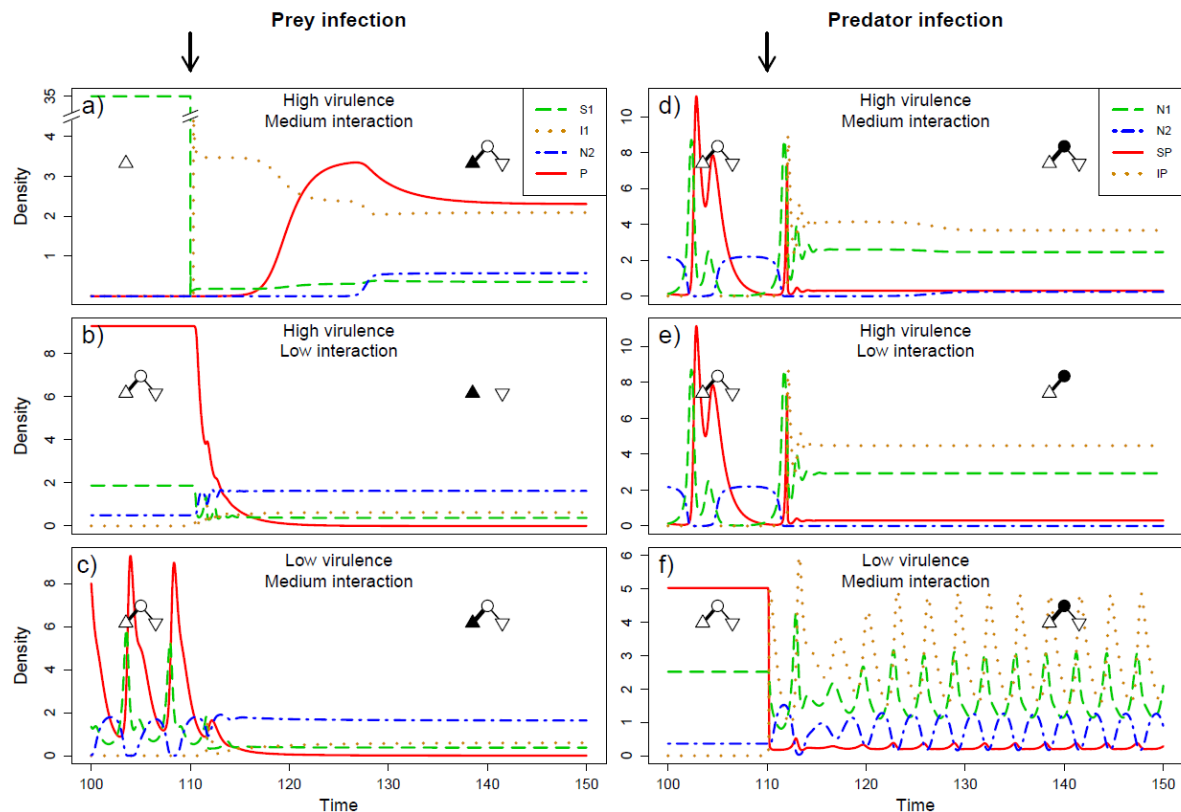 Prey infection
Predator infection
a)
High virulence
Medium interaction
S1
I1
N2
P
35
4
3
2
1
Density
d)
High virulence
Medium interaction
N1
N2
SP
IP
10
8
6
4
2
0
Density
b)
High virulence
Low interaction
8
6
4
2
0
Density
e)
High virulence
Low interaction
10
8
6
4
2
0
Density
c)
Low virulence
Medium interaction
8
6
4
2
0
Density
100
110
120
130
140
150
Time
f)
Low virulence
Medium interaction
6
5
4
3
2
1
0
Density
100
110
120
130
140
150
Time